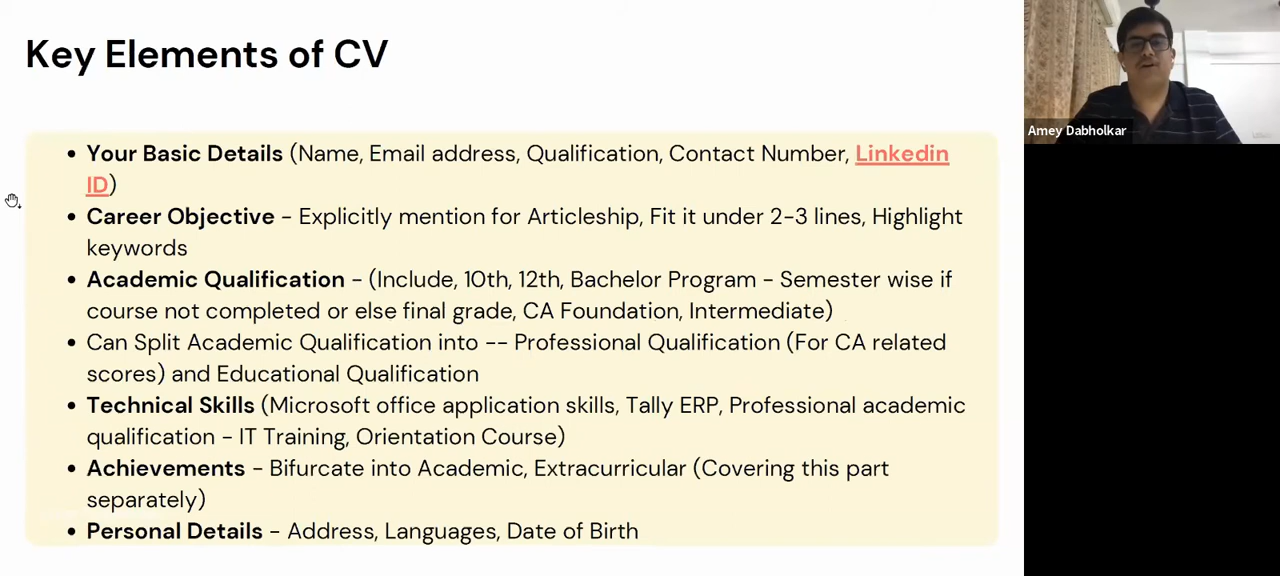 Key Elements of CV
• Your Basic Details (Name, Email address, Qualification, Contact Number, Linkedin
ID)
• Career Objective - Explicitly mention for Articleship, Fit it under 2-3 lines, Highlight
keywords
• Academic Qualification - (Include, 10th, 12th, Bachelor Program - Semester wise if
course not completed or else final grade, CA Foundation, Intermediate)
• Can Split Academic Qualification into -- Professional Qualification (For CA related
scores) and Educational Qualification
• Technical Skills (Microsoft office application skills, Tally ERP, Professional academic
qualification - IT Training, Orientation Course)
• Achievements - Bifurcate into Academic, Extracurricular (Covering this part
separately)
• Personal Details - Address, Languages, Date of Birth
Amey Dabholkar